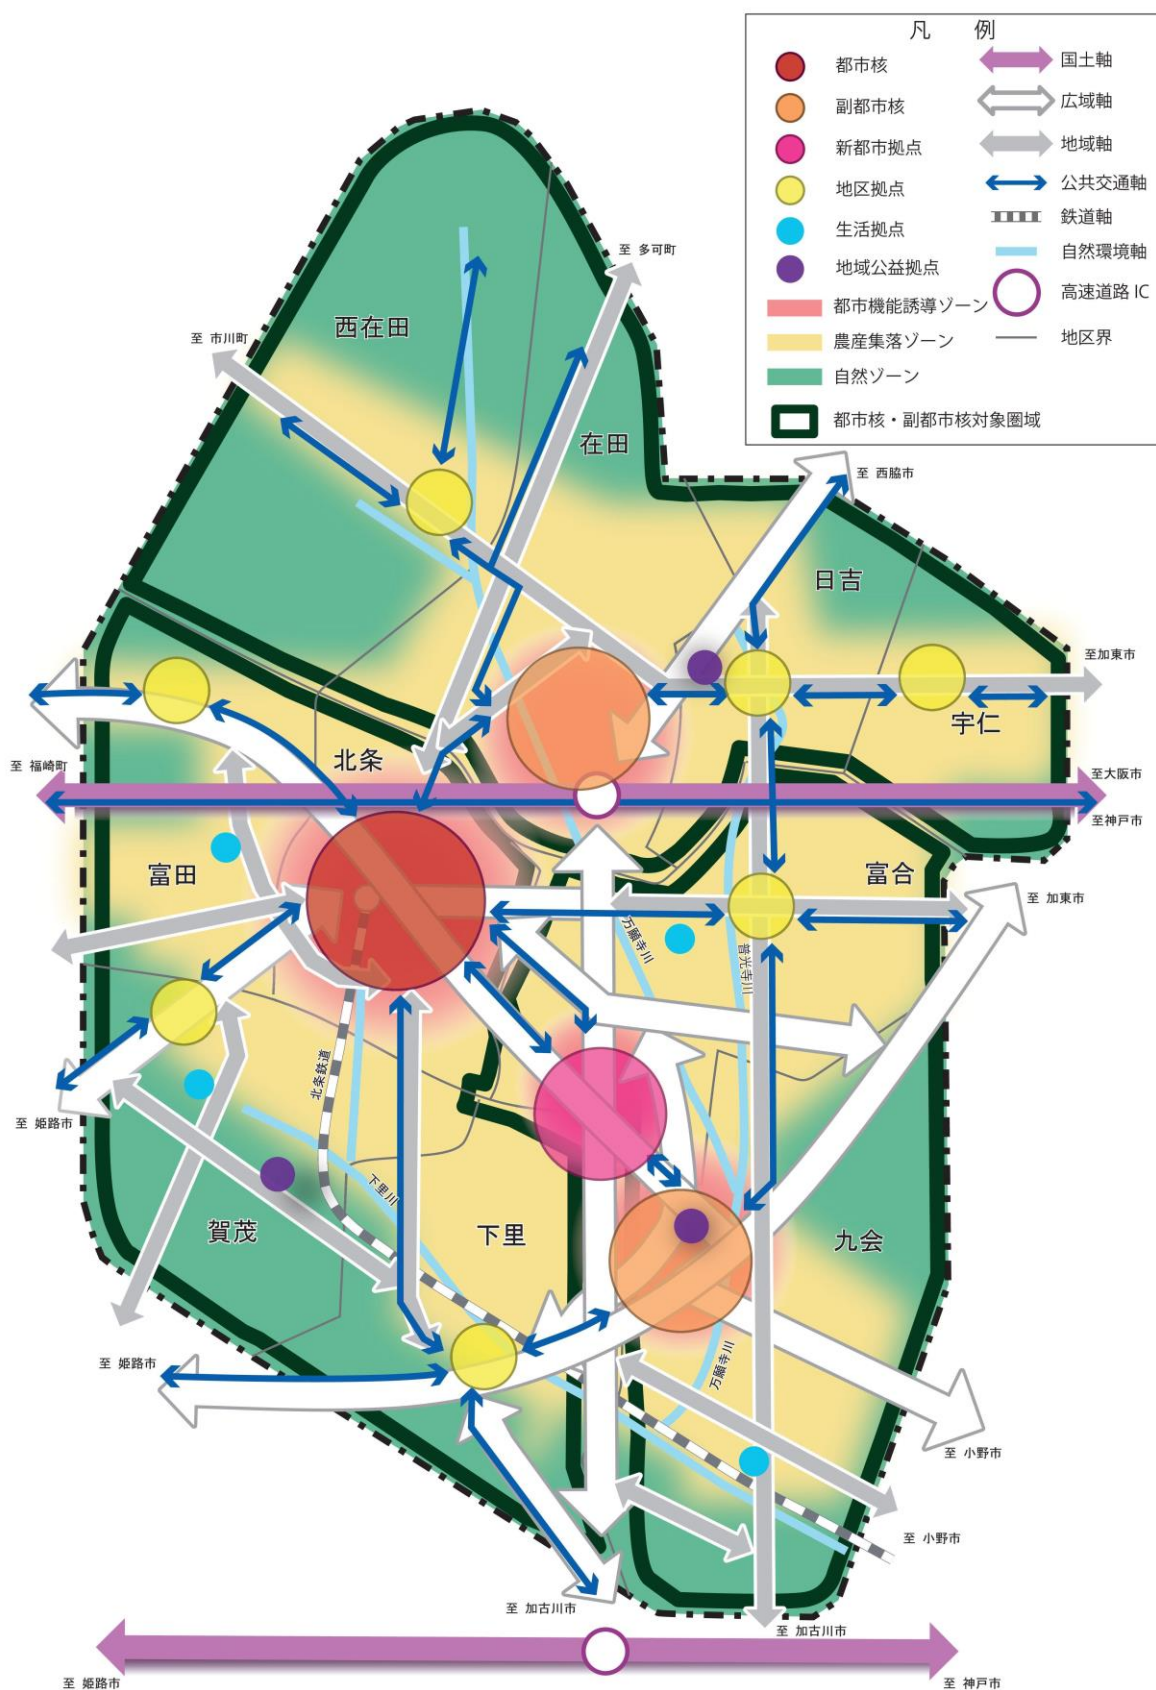 凡 例
都市核
副都市核
新都市拠点
地区拠点
生活拠点
地域公益拠点
都市機能誘導ゾーン
農産集落ゾーン
自然ゾーン
都市核・副都市核対象圏域
国土軸
広域軸
地域軸
公共交通軸
鉄道軸
自然環境軸
高速道路 IC
地区界
至 多可町
西在田
至 市川町
在田
至 西脇市
日吉
至加東市
宇仁
北条
至 福崎町
至大阪市
至神戸市
富田
富合
至 加東市
万願寺川
普光寺川
北条鉄道
至 姫路市
下里川
賀茂
下里
九会
至 姫路市
万願寺川
至 小野市
至 小野市
至 加古川市
至 加古川市
至 姫路市
至 神戸市